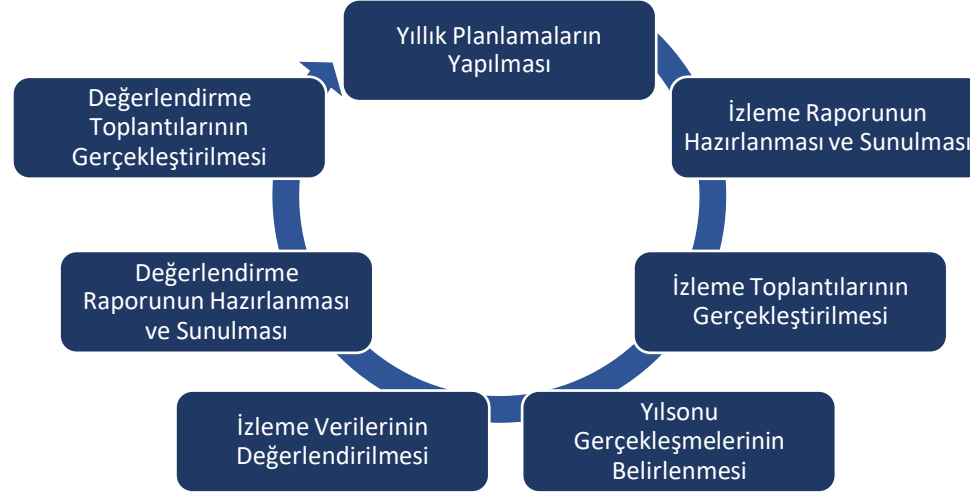 Yıllık Planlamaların
Yapılması
İzleme Raporunun
Hazırlanması ve Sunulması
İzleme Toplantılarının
Gerçekleştirilmesi
Yılsonu
Gerçekleşmelerinin
Belirlenmesi
İzleme Verilerinin
Değerlendirilmesi
Değerlendirme
Raporunun Hazırlanması
ve Sunulması
Değerlendirme
Toplantılarının
Gerçekleştirilmesi